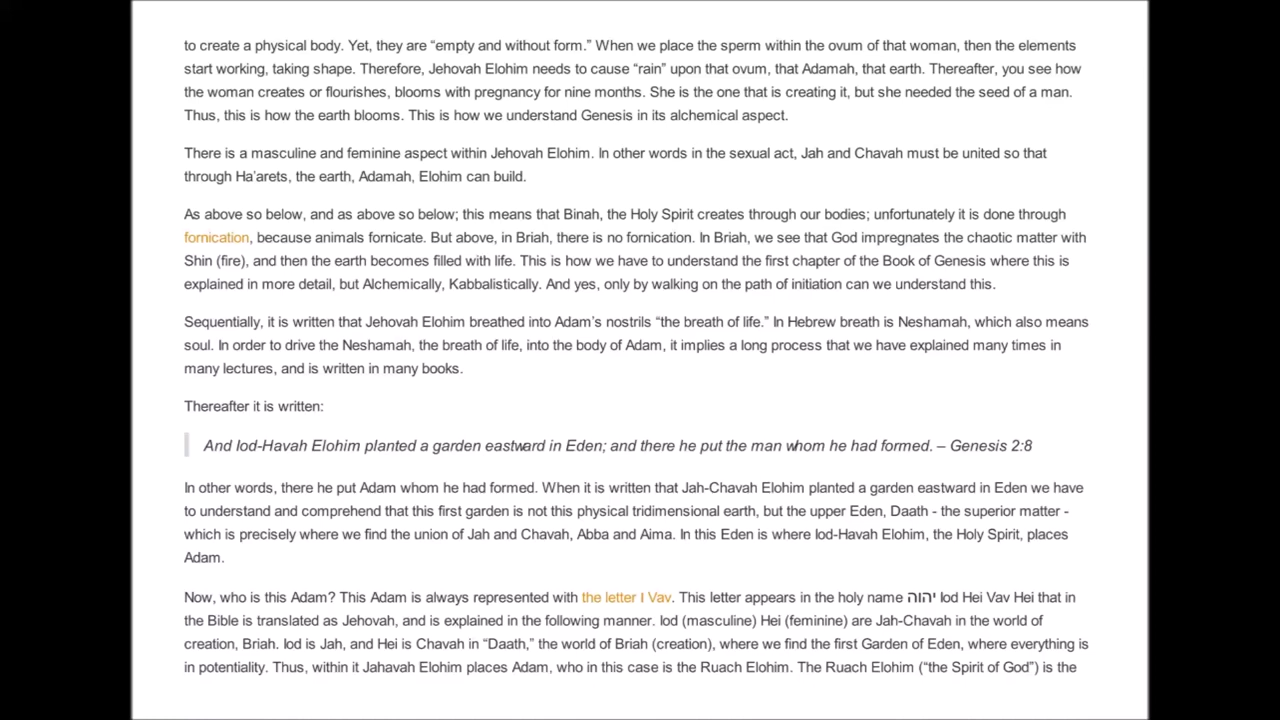 to create a physical body. Yet, they are “empty and without form.” When we place the sperm within the ovum of that woman, then the elements
start working, taking shape. Therefore, Jehovah Elohim needs to cause “rain” upon that ovum, that Adamah, that earth. Thereafter, you see how
the woman creates or flourishes, blooms with pregnancy for nine months. She is the one that is creating it, but she needed the seed of a man.
Thus, this is how the earth blooms. This is how we understand Genesis in its alchemical aspect.
There is a masculine and feminine aspect within Jehovah Elohim. In other words in the sexual act, Jah and Chavah must be united so that
through Ha’arets, the earth, Adamah, Elohim can build.
As above so below, and as above so below; this means that Binah, the Holy Spirit creates through our bodies; unfortunately it is done through
fornication, because animals fornicate. But above, in Briah, there is no fornication. In Briah, we see that God impregnates the chaotic matter with
Shin (fire), and then the earth becomes filled with life. This is how we have to understand the first chapter of the Book of Genesis where this is
explained in more detail, but Alchemically, Kabbalistically. And yes, only by walking on the path of initiation can we understand this.
Sequentially, it is written that Jehovah Elohim breathed into Adam’s nostrils “the breath of life.” In Hebrew breath is Neshamah, which also means
soul. In order to drive the Neshamah, the breath of life, into the body of Adam, it implies a long process that we have explained many times in
many lectures, and is written in many books.
Thereafter it is written:
And Iod-Havah Elohim planted a garden eastward in Eden; and there he put the man whom he had formed. – Genesis 2:8
In other words, there he put Adam whom he had formed. When it is written that Jah-Chavah Elohim planted a garden eastward in Eden we have
to understand and comprehend that this first garden is not this physical tridimensional earth, but the upper Eden, Daath - the superior matter -
which is precisely where we find the union of Jah and Chavah, Abba and Aima. In this Eden is where Iod-Havah Elohim, the Holy Spirit, places
Adam.
Now, who is this Adam? This Adam is always represented with the letter I Vav. This letter appears in the holy name יהוה Iod Hei Vav Hei that in
the Bible is translated as Jehovah, and is explained in the following manner. Iod (masculine) Hei (feminine) are Jah-Chavah in the world of
creation, Briah. Iod is Jah, and Hei is Chavah in “Daath,” the world of Briah (creation), where we find the first Garden of Eden, where everything is
in potentiality. Thus, within it Jahavah Elohim places Adam, who in this case is the Ruach Elohim. The Ruach Elohim (“the Spirit of God”) is the